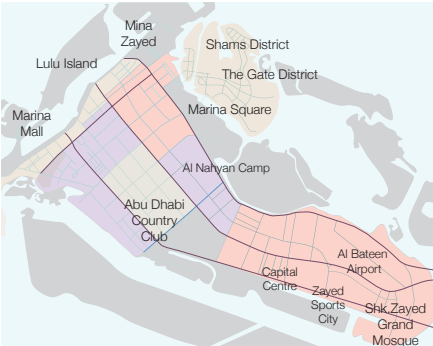 Mina
Zayed
Shams District
Lulu Island
The Gate District
Marina Square
Marina
Mall
Al Nahyan Camp
Abu Dhabi
Country
Club
Al Bateen
Airport
Capital
Centre
Zayed
Sports
City
Shk.Zayed
Grand
Mosque